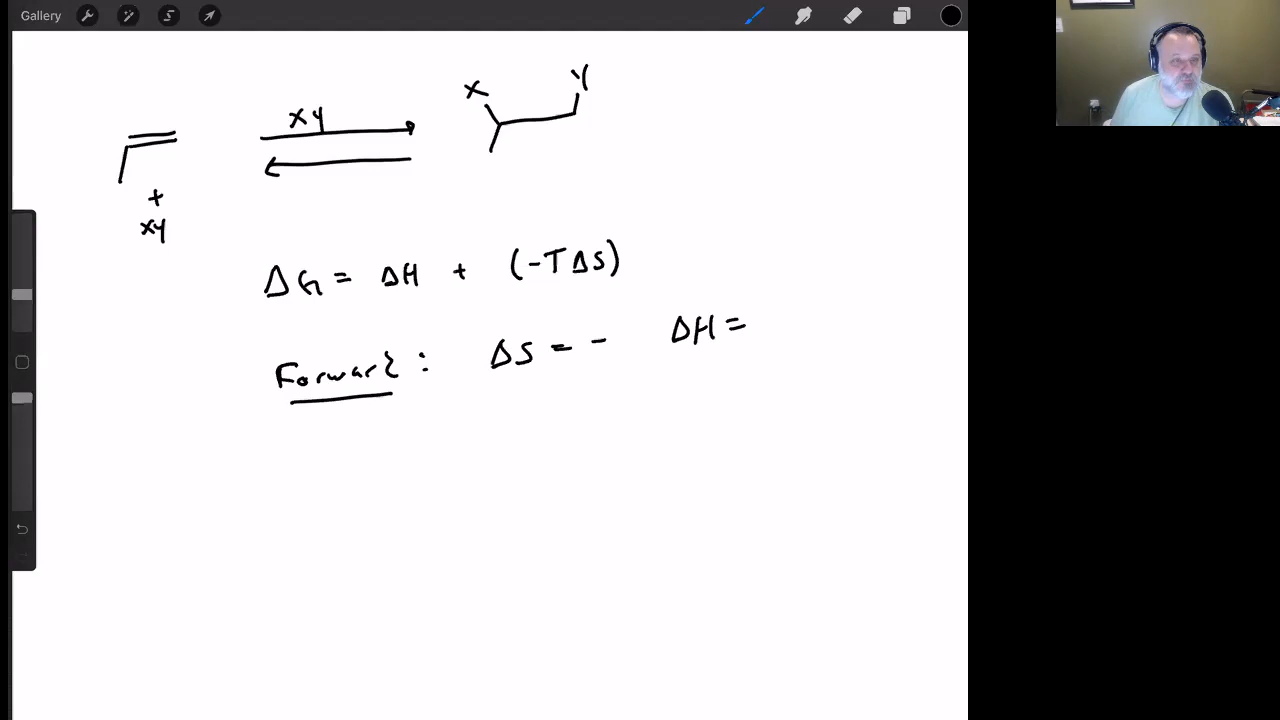 Gallery
X Y
XY
+
XY
ΔG = ΔH + (-TΔS)
Forward: ΔS = - ΔH =